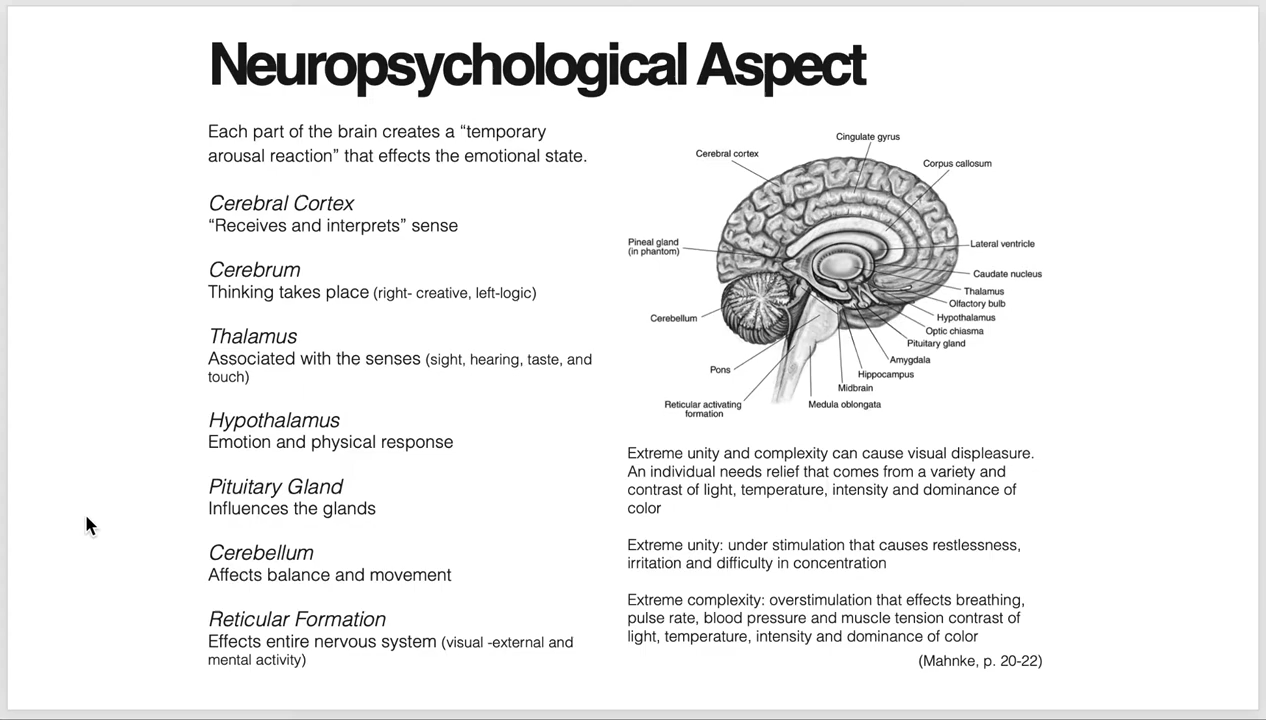 Neuropsychological Aspect
Each part of the brain creates a “temporary
arousal reaction” that effects the emotional state.
Cerebral Cortex
“Receives and interprets” sense
Cerebrum
Thinking takes place (right- creative, left-logic)
Thalamus
Associated with the senses (sight, hearing, taste, and
touch)
Hypothalamus
Emotion and physical response
Pituitary Gland
Influences the glands
Cerebellum
Affects balance and movement
Reticular Formation
Effects entire nervous system (visual -external and
mental activity)
Cingulate gyrus
Cerebral cortex
Corpus callosum
Pineal gland
(in phantom)
Lateral ventricle
Caudate nucleus
Thalamus
Olfactory bulb
Hypothalamus
Cerebellum
Optic chiasma
Pituitary gland
Amygdala
Pons
Hippocampus
Midbrain
Reticular activating
formation
Medula oblongata
Extreme unity and complexity can cause visual displeasure.
An individual needs relief that comes from a variety and
contrast of light, temperature, intensity and dominance of
color
Extreme unity: under stimulation that causes restlessness,
irritation and difficulty in concentration
Extreme complexity: overstimulation that effects breathing,
pulse rate, blood pressure and muscle tension contrast of
light, temperature, intensity and dominance of color
(Mahnke, p. 20-22)